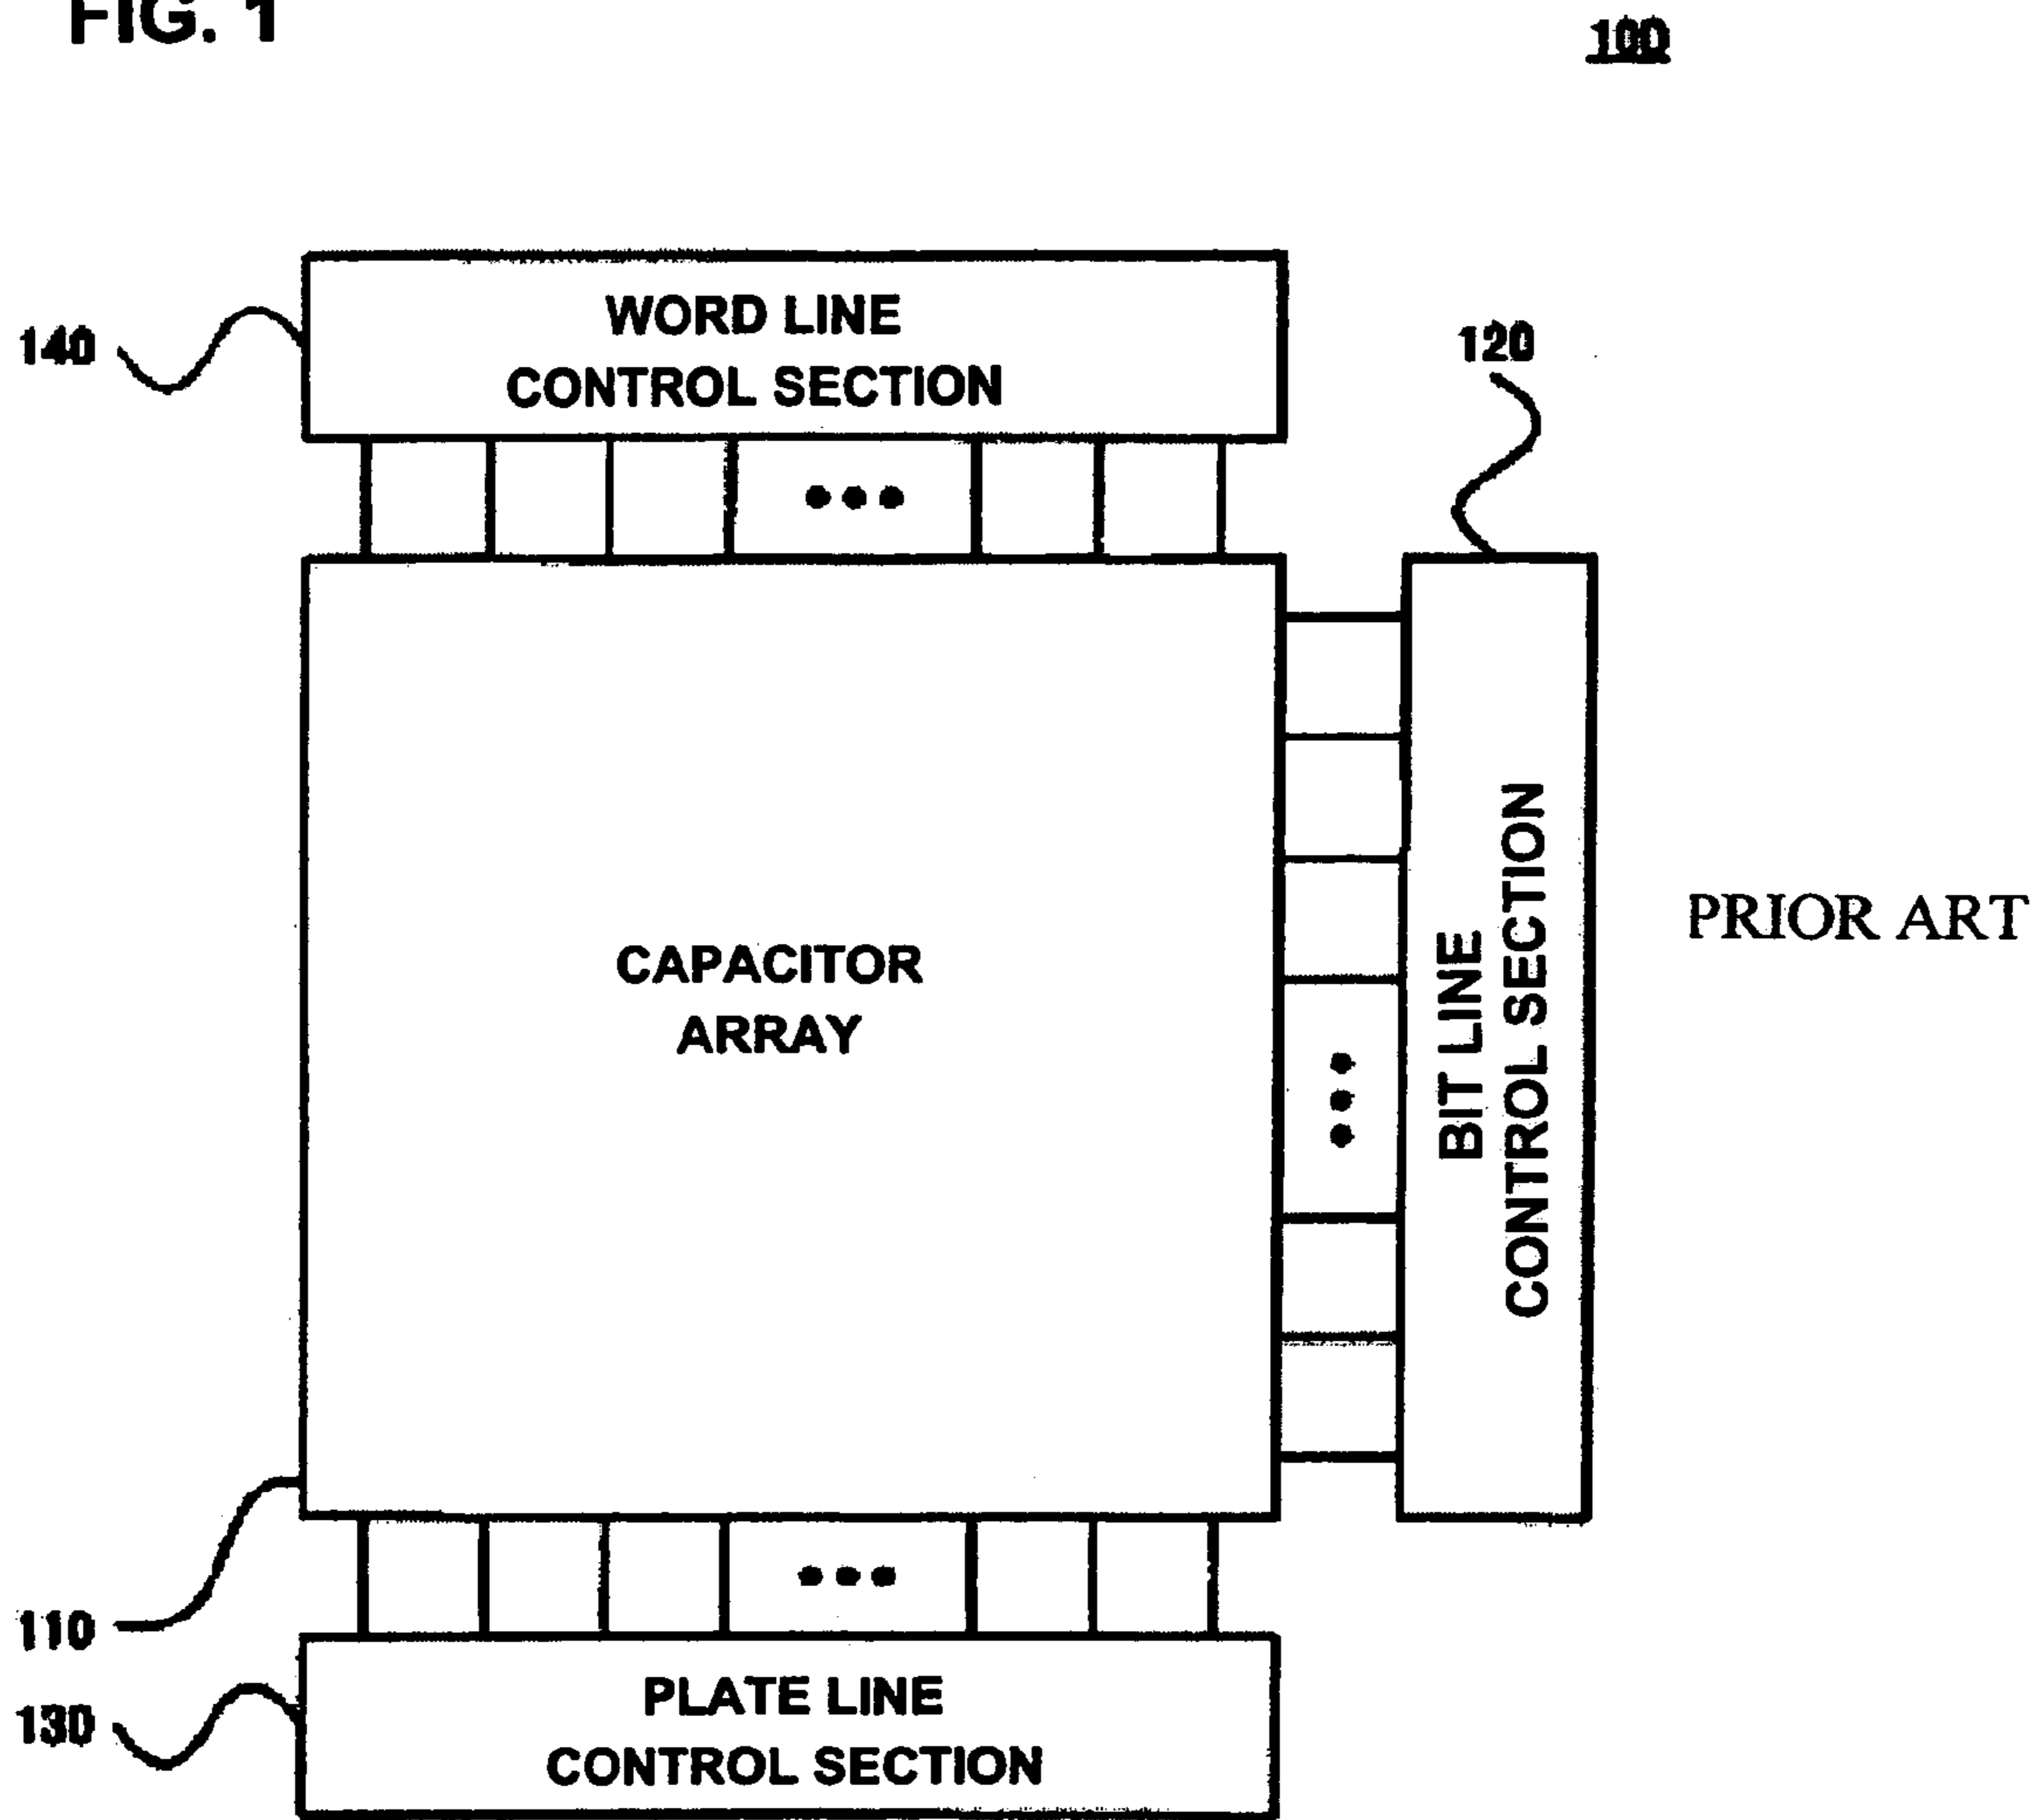 FIG. 1
100
WORD LINE
CONTROL SECTION
140
120
CAPACITOR
ARRAY
BIT LINE
CONTROL SECTION
PRIOR ART
110
PLATE LINE
CONTROL SECTION
130